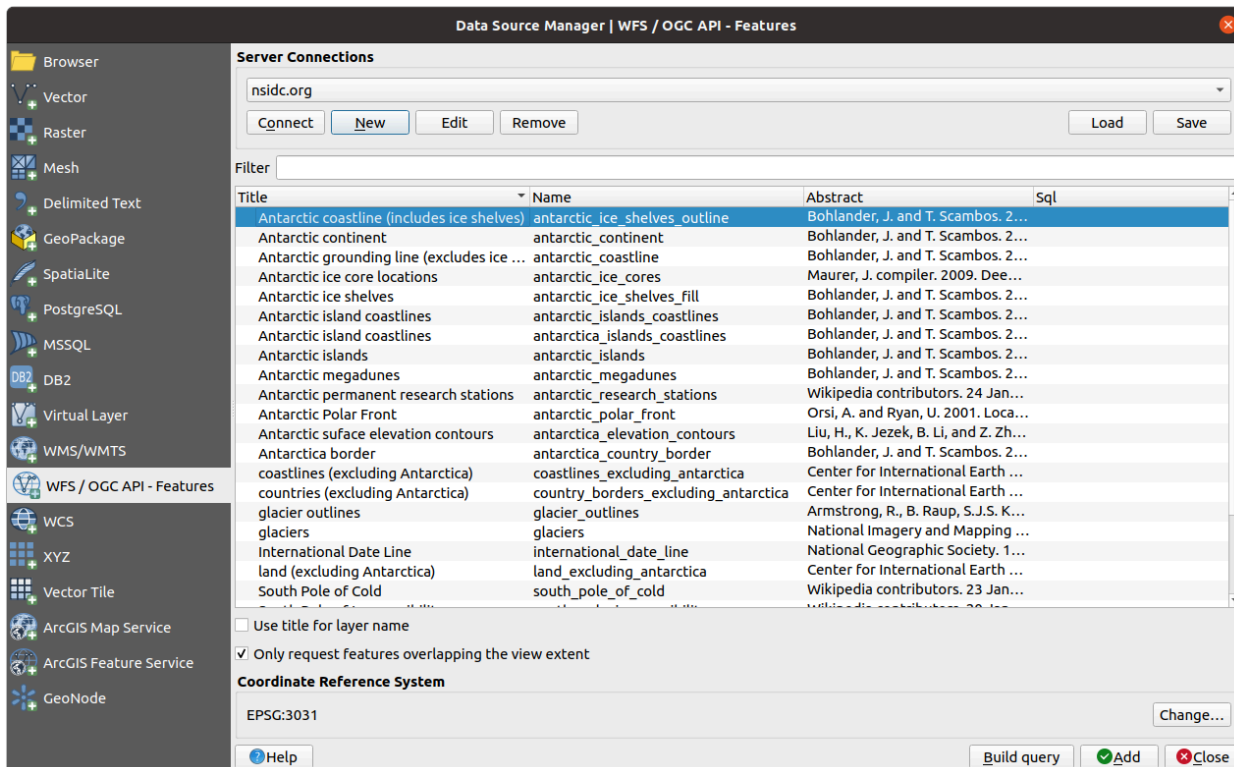 Data Source Manager | WFS / OGC API - Features
Browser
Vector
Raster
Mesh
Delimited Text
GeoPackage
SpatiaLite
PostgreSQL
MSSQL
DB2
DB2
Virtual Layer
WMS/WMTS
WFS / OGC API - Features
WCS
XYZ
Vector Tile
ArcGIS Map Service
ArcGIS Feature Service
GeoNode
Server Connections
nsidc.org
Connect New Edit Remove Load Save
Filter
Title Name Abstract Sql
Antarctic coastline (includes ice shelves) antarctic_ice_shelves_outline Bohlander, J. and T. Scambos. 2...
Antarctic continent antarctic_continent Bohlander, J. and T. Scambos. 2...
Antarctic grounding line (excludes ice ... antarctic_coastline Bohlander, J. and T. Scambos. 2...
Antarctic ice core locations antarctic_ice_cores Maurer, J. compiler. 2009. Dee...
Antarctic ice shelves antarctic_ice_shelves_fill Bohlander, J. and T. Scambos. 2...
Antarctic island coastlines antarctic_islands_coastlines Bohlander, J. and T. Scambos. 2...
Antarctic island coastlines antarctica_islands_coastlines Bohlander, J. and T. Scambos. 2...
Antarctic islands antarctic_islands Bohlander, J. and T. Scambos. 2...
Antarctic megadunes antarctic_megadunes Bohlander, J. and T. Scambos. 2...
Antarctic permanent research stations antarctic_research_stations Wikipedia contributors. 24 Jan...
Antarctic Polar Front antarctic_polar_front Orsi, A. and Ryan, U. 2001. Loca...
Antarctic suface elevation contours antarctica_elevation_contours Liu, H., K. Jezek, B. Li, and Z. Zh...
Antarctica border antarctica_country_border Bohlander, J. and T. Scambos. 2...
coastlines (excluding Antarctica) coastlines_excluding_antarctica Center for International Earth ...
countries (excluding Antarctica) country_borders_excluding_antarctica Center for International Earth ...
glacier outlines glacier_outlines Armstrong, R., B. Raup, S.J.S. K...
glaciers glaciers National Imagery and Mapping ...
International Date Line international_date_line National Geographic Society. 1...
land (excluding Antarctica) land_excluding_antarctica Center for International Earth ...
South Pole of Cold south_pole_of_cold Wikipedia contributors. 23 Jan...
Use title for layer name
Only request features overlapping the view extent
Coordinate Reference System
EPSG:3031
Change...
Help Build query Add Close